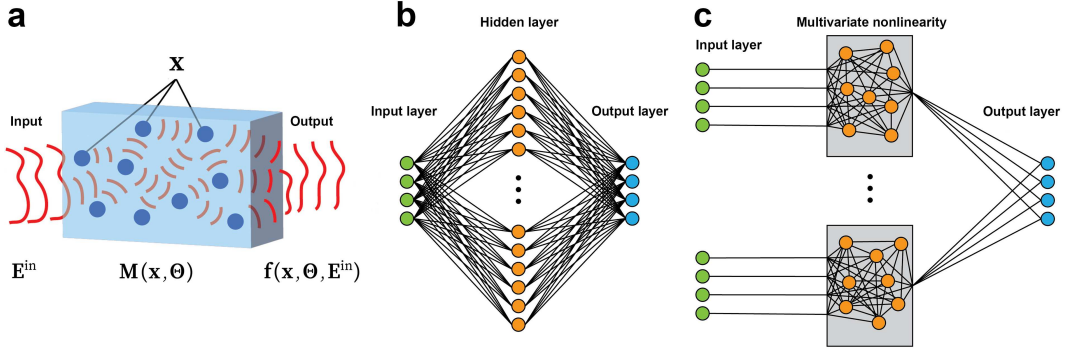 a
x
Input
Output
E^in
M(x,Θ)
f(x,Θ,E^in)
b
Hidden layer
Input layer
Output layer
c
Multivariate nonlinearity
Input layer
Output layer